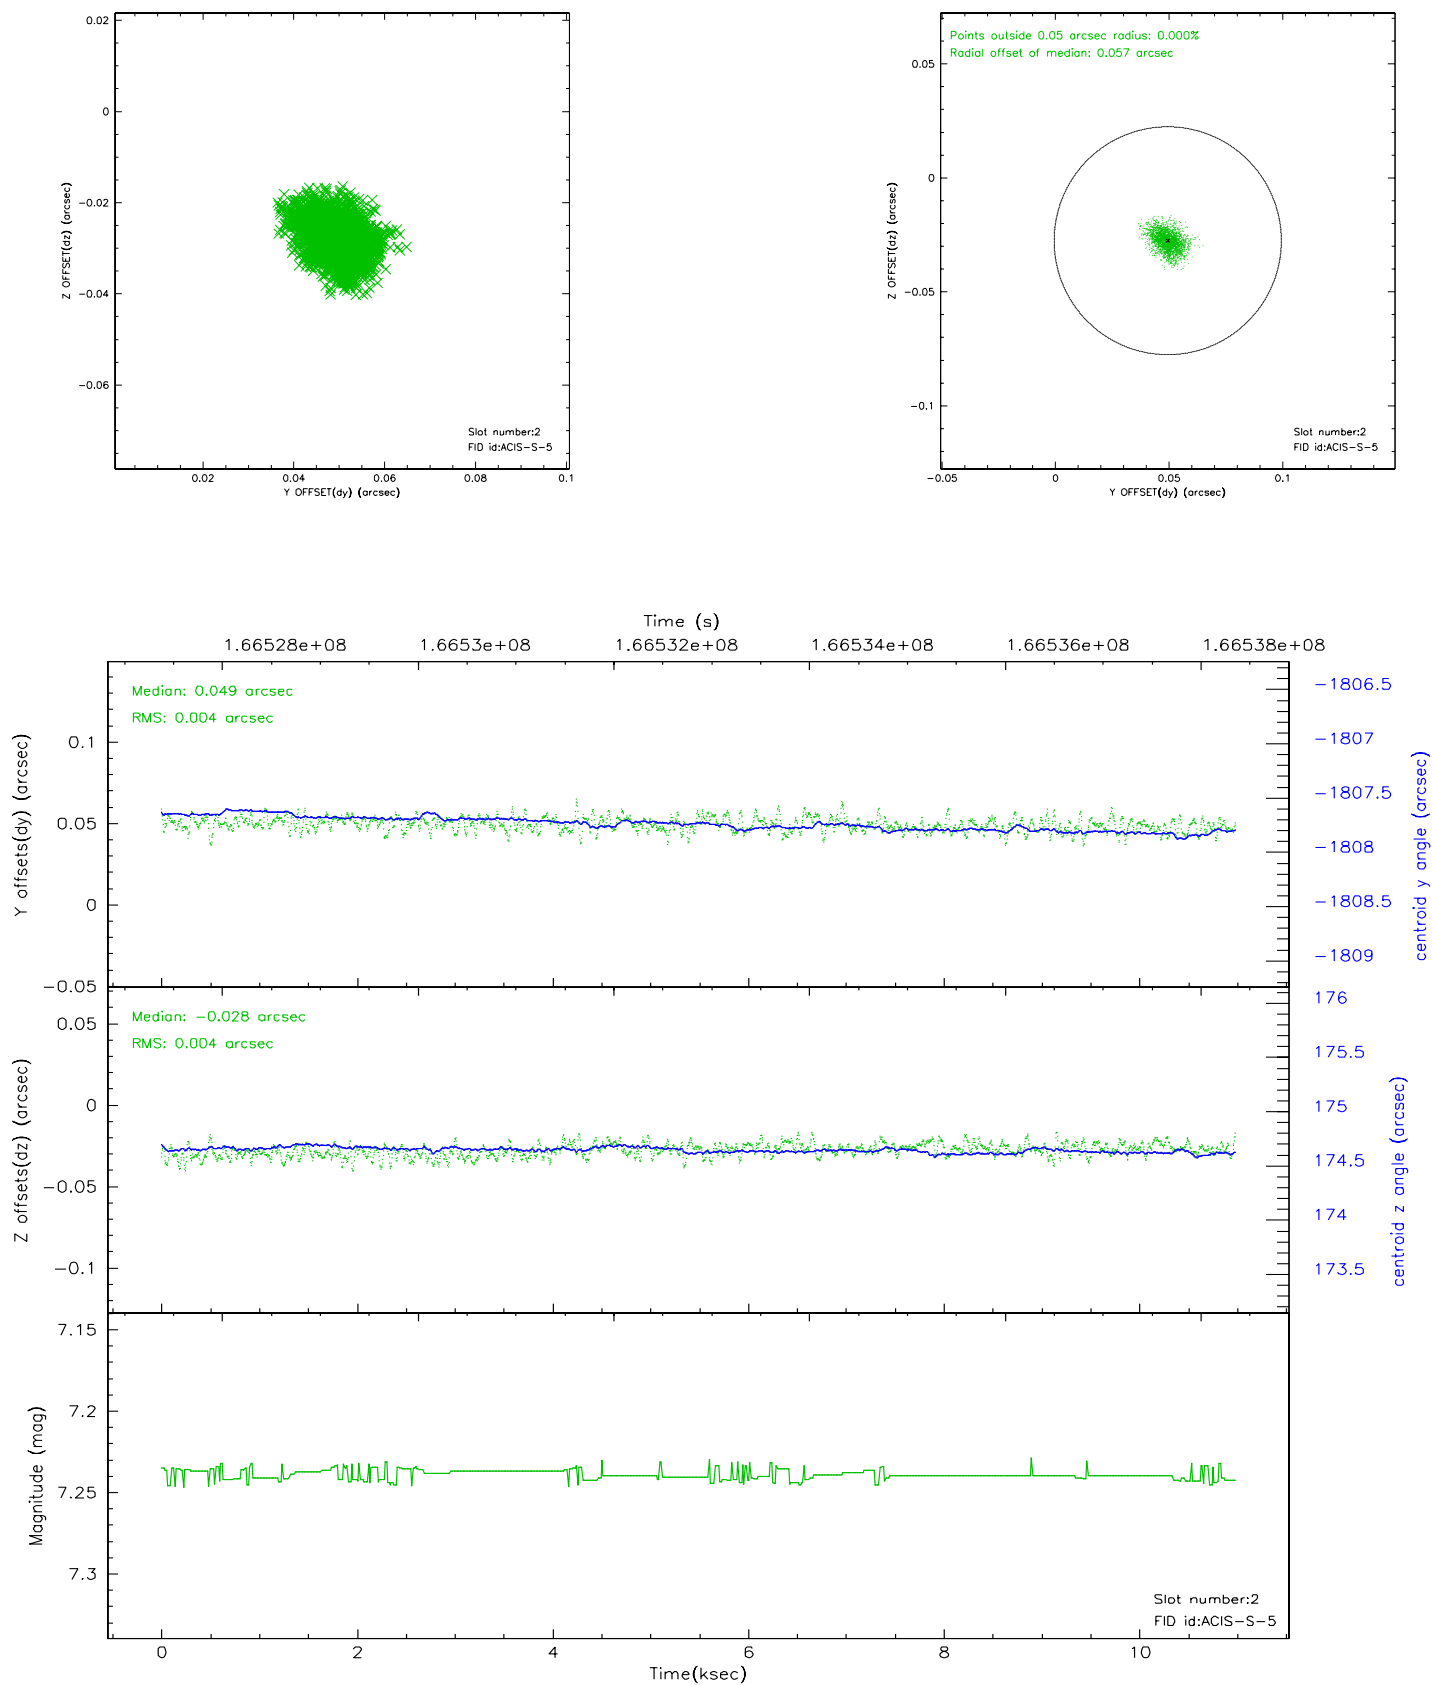 0.02
0
−0.02
−0.04
−0.06
Z OFFSET(dz) (arcsec)
Slot number:2
FID id:ACIS−S−5
0.02 0.04 0.06 0.08 0.1
Y OFFSET(dy) (arcsec)
Points outside 0.05 arcsec radius: 0.000%
Radial offset of median: 0.057 arcsec
0.05
0
−0.05
−0.1
Z OFFSET(dz) (arcsec)
Slot number:2
FID id:ACIS−S−5
−0.05 0 0.05 0.1
Y OFFSET(dy) (arcsec)
Time (s)
1.66528e+08 1.6653e+08 1.66532e+08 1.66534e+08 1.66536e+08 1.66538e+08
Median: 0.049 arcsec
RMS: 0.004 arcsec
0.1
0.05
0
−0.05
Y offsets(dy) (arcsec)
−1806.5
−1807
−1807.5
−1808
−1808.5
−1809
centroid y angle (arcsec)
Median: −0.028 arcsec
RMS: 0.004 arcsec
0.05
0
−0.05
−0.1
Z offsets(dz) (arcsec)
176
175.5
175
174.5
174
173.5
centroid z angle (arcsec)
7.15
7.2
7.25
7.3
Magnitude (mag)
Slot number:2
FID id:ACIS−S−5
0 2 4 6 8 10
Time(ksec)